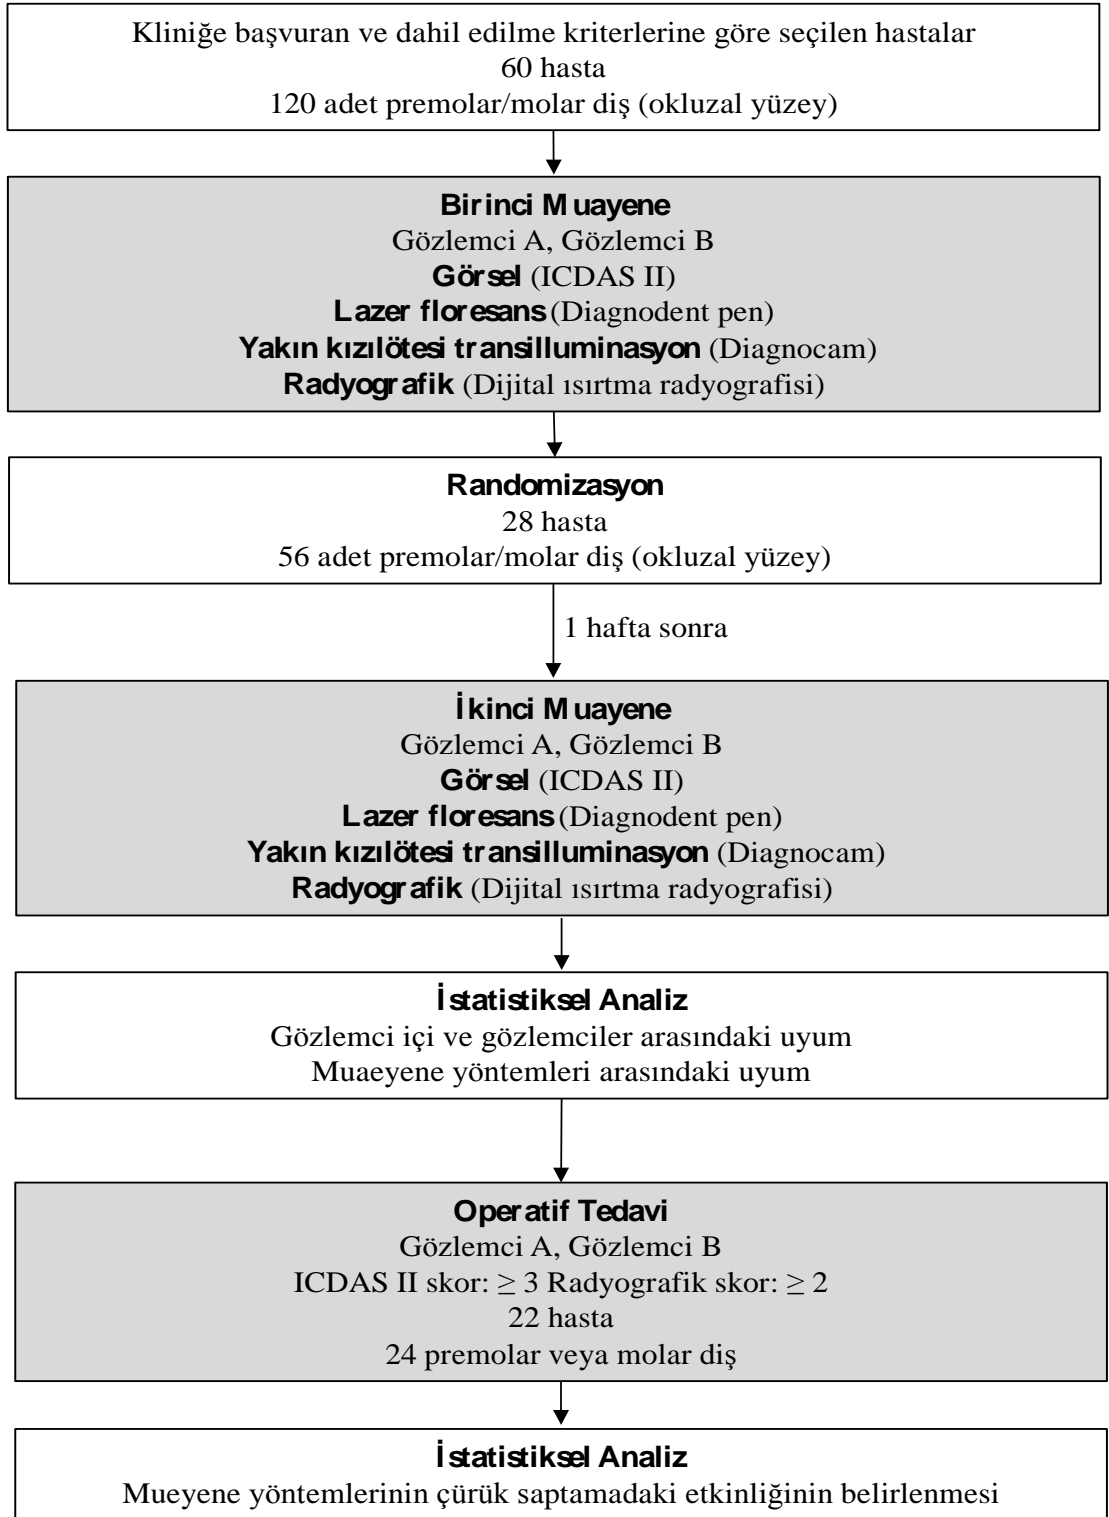 Kliniğe başvuran ve dahil edilme kriterlerine göre seçilen hastalar
60 hasta
120 adet premolar/molar diş (okluzal yüzey)
Birinci Muayene
Gözlemci A, Gözlemci B
Görsel (ICDAS II)
Lazer floresans (Diagnodent pen)
Yakın kızılötesi transilluminasyon (Diagnocam)
Radyografik (Dijital ısırtma radyografisi)
Randomizasyon
28 hasta
56 adet premolar/molar diş (okluzal yüzey)
1 hafta sonra
İkinci Muayene
Gözlemci A, Gözlemci B
Görsel (ICDAS II)
Lazer floresans (Diagnodent pen)
Yakın kızılötesi transilluminasyon (Diagnocam)
Radyografik (Dijital ısırtma radyografisi)
İstatistiksel Analiz
Gözlemci içi ve gözlemciler arasındaki uyum
Muaeyene yöntemleri arasındaki uyum
Operatif Tedavi
Gözlemci A, Gözlemci B
ICDAS II skor: ≥ 3 Radyografik skor: ≥ 2
22 hasta
24 premolar veya molar diş
İstatistiksel Analiz
Mueyene yöntemlerinin çürük saptamadaki etkinliğinin belirlenmesi